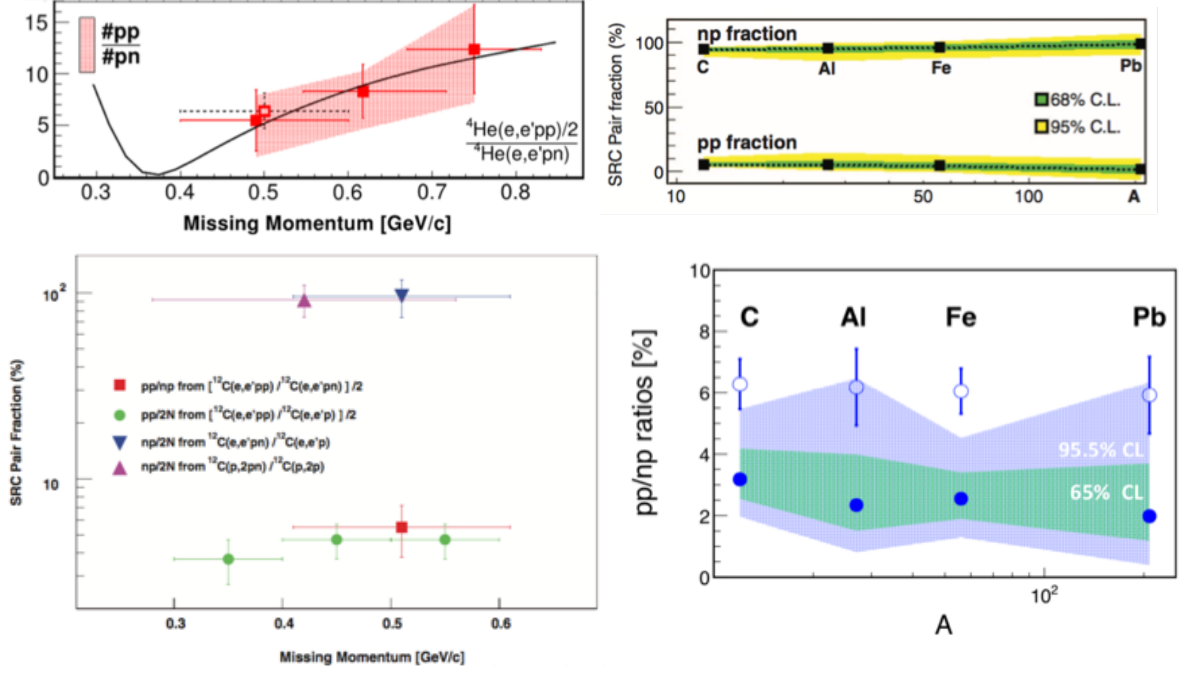 15
10
5
0
#pp
#pn
⁴He(e,e'pp)/2
⁴He(e,e'pn)
0.3 0.4 0.5 0.6 0.7 0.8
Missing Momentum [GeV/c]
SRC Pair fraction (%)
100
50
0
np fraction
C Al Fe Pb
68% C.L.
95% C.L.
pp fraction
10 50 100 A
SRC Pair Fraction (%)
10²
10
pp/np from [¹²C(e,e'pp) /¹²C(e,e'pn) ] /2
pp/2N from [¹²C(e,e'pp) /¹²C(e,e'p) ] /2
np/2N from ¹²C(e,e'pn) /¹²C(e,e'p)
np/2N from ¹²C(p,2pn) /¹²C(p,2p)
0.3 0.4 0.5 0.6
Missing Momentum [GeV/c]
pp/np ratios [%]
10
8
6
4
2
0
C Al Fe Pb
95.5% CL
65% CL
10²
A